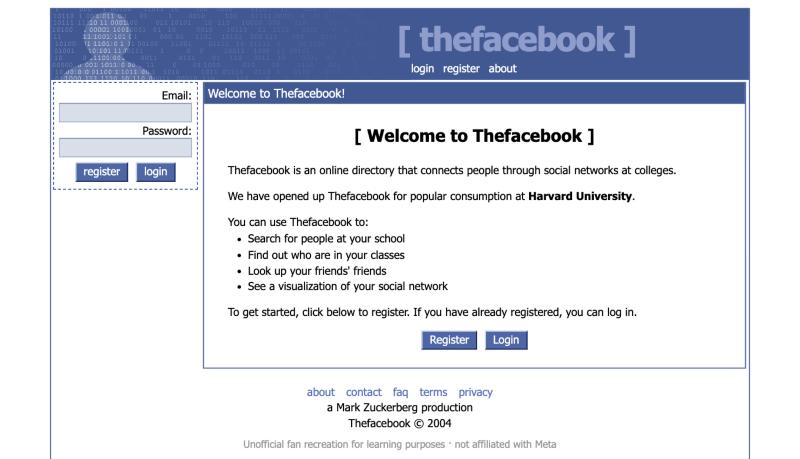 [ thefacebook ]
login register about
Email:
Password:
register login
Welcome to Thefacebook!
[ Welcome to Thefacebook ]
Thefacebook is an online directory that connects people through social networks at colleges.
We have opened up Thefacebook for popular consumption at Harvard University.
You can use Thefacebook to:
• Search for people at your school
• Find out who are in your classes
• Look up your friends' friends
• See a visualization of your social network
To get started, click below to register. If you have already registered, you can log in.
Register Login
about contact faq terms privacy
a Mark Zuckerberg production
Thefacebook © 2004
Unofficial fan recreation for learning purposes · not affiliated with Meta